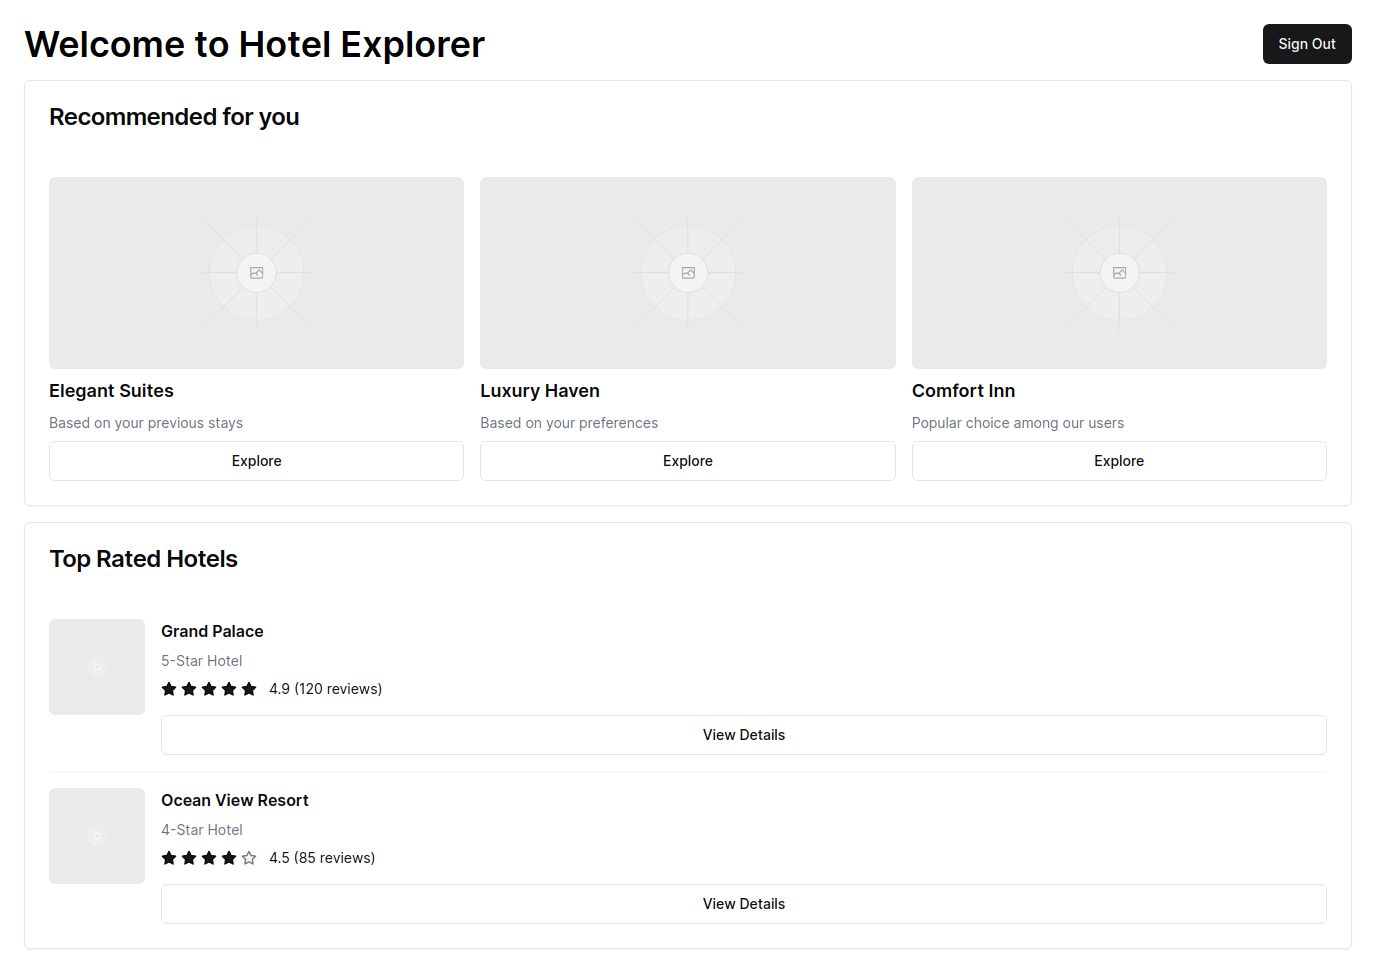 Welcome to Hotel Explorer
Sign Out
Recommended for you
Elegant Suites
Based on your previous stays
Explore
Luxury Haven
Based on your preferences
Explore
Comfort Inn
Popular choice among our users
Explore
Top Rated Hotels
Grand Palace
5-Star Hotel
4.9 (120 reviews)
View Details
Ocean View Resort
4-Star Hotel
4.5 (85 reviews)
View Details